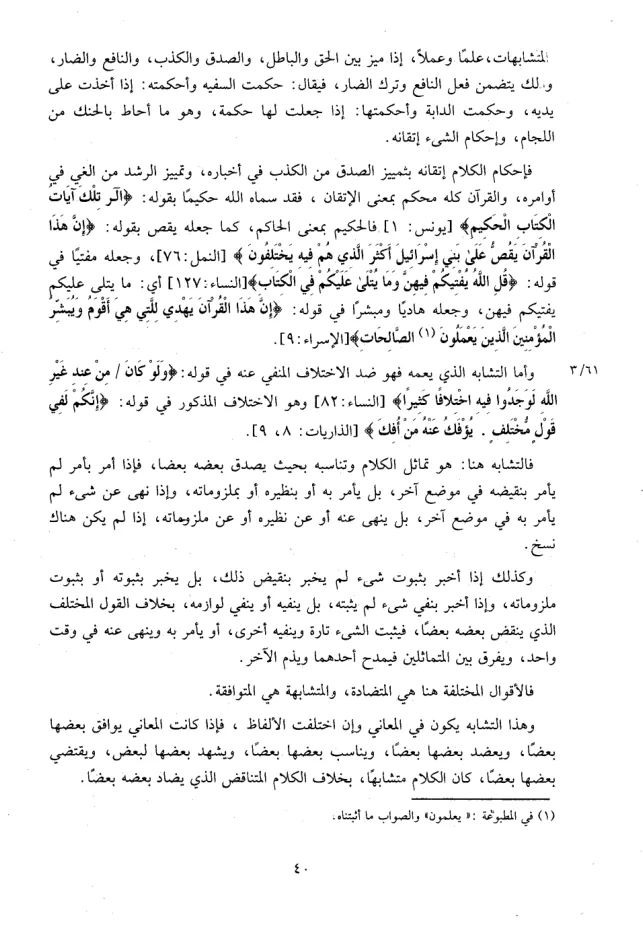 المتشابهات، علمًا وعملاً، إذا ميز بين الحق والباطل، والصدق والكذب، والنافع والضار،
وذلك يتضمن فعل النافع وترك الضار، فيقال: حكمت السفيه وأحكمته: إذا أخذت على
يديه، وحكمت الدابة وأحكمتها: إذا جعلت لها حكمة، وهو ما أحاط بالحنك من
اللجام، وإحكام الشىء إتقانه.
فإحكام الكلام إتقانه بتمييز الصدق من الكذب في أخباره، وتمييز الرشد من الغي في
أوامره، والقرآن كله محكم بمعنى الإتقان، فقد سماه الله حكيمًا بقوله: ﴿الٓر تِلْكَ آيَاتُ
الْكِتَابِ الْحَكِيمِ﴾ [يونس: ١] فالحكيم بمعنى الحاكم، كما جعله يقص بقوله: ﴿إِنَّ هَذَا
الْقُرْآنَ يَقُصُّ عَلَىٰ بَنِي إِسْرَائِيلَ أَكْثَرَ الَّذِي هُمْ فِيهِ يَخْتَلِفُونَ﴾ [النمل:٧٦]، وجعله مفتيًا في
قوله: ﴿قُلِ اللَّهُ يُفْتِيكُمْ فِيهِنَّ وَمَا يُتْلَىٰ عَلَيْكُمْ فِي الْكِتَابِ﴾[النساء:١٢٧] أي: ما يتلى عليكم
يفتيكم فيهن، وجعله هاديًا ومبشرًا في قوله: ﴿إِنَّ هَذَا الْقُرْآنَ يَهْدِي لِلَّتِي هِيَ أَقْوَمُ وَيُبَشِّرُ
الْمُؤْمِنِينَ الَّذِينَ يَعْمَلُونَ (١) الصَّالِحَاتِ﴾[الإسراء:٩].
٣/٦١ وأما التشابه الذي يعمه فهو ضد الاختلاف المنفي عنه في قوله:﴿وَلَوْ كَانَ / مِنْ عِندِ غَيْرِ
اللَّهِ لَوَجَدُوا فِيهِ اخْتِلافًا كَثِيرًا﴾ [النساء:٨٢] وهو الاختلاف المذكور في قوله: ﴿إِنَّكُمْ لَفِي
قَوْلٍ مُّخْتَلِفٍ . يُؤْفَكُ عَنْهُ مَنْ أُفِكَ﴾ [الذاريات: ٨، ٩].
فالتشابه هنا: هو تماثل الكلام وتناسبه بحيث يصدق بعضه بعضا، فإذا أمر بأمر لم
يأمر بنقيضه في موضع آخر، بل يأمر به أو بنظيره أو بملزوماته، وإذا نهى عن شىء لم
يأمر به في موضع آخر، بل ينهى عنه أو عن نظيره أو عن ملزوماته، إذا لم يكن هناك
نسخ.
وكذلك إذا أخبر بثبوت شىء لم يخبر بنقيض ذلك، بل يخبر بثبوته أو بثبوت
ملزوماته، وإذا أخبر بنفي شىء لم يثبته، بل ينفيه أو ينفي لوازمه، بخلاف القول المختلف
الذي ينقض بعضه بعضًا، فيثبت الشىء تارة وينفيه أخرى، أو يأمر به وينهى عنه في وقت
واحد، ويفرق بين المتماثلين فيمدح أحدهما ويذم الآخر.
فالأقوال المختلفة هنا هي المتضادة، والمتشابهة هي المتوافقة.
وهذا التشابه يكون في المعاني وإن اختلفت الألفاظ، فإذا كانت المعاني يوافق بعضها
بعضًا، ويعضد بعضها بعضًا، ويناسب بعضها بعضًا، ويشهد بعضها لبعض، ويقتضي
بعضها بعضًا، كان الكلام متشابهًا، بخلاف الكلام المتناقض الذي يضاد بعضه بعضًا.
(١) في المطبوعة :« يعلمون» والصواب ما أثبتناه.
٤٠